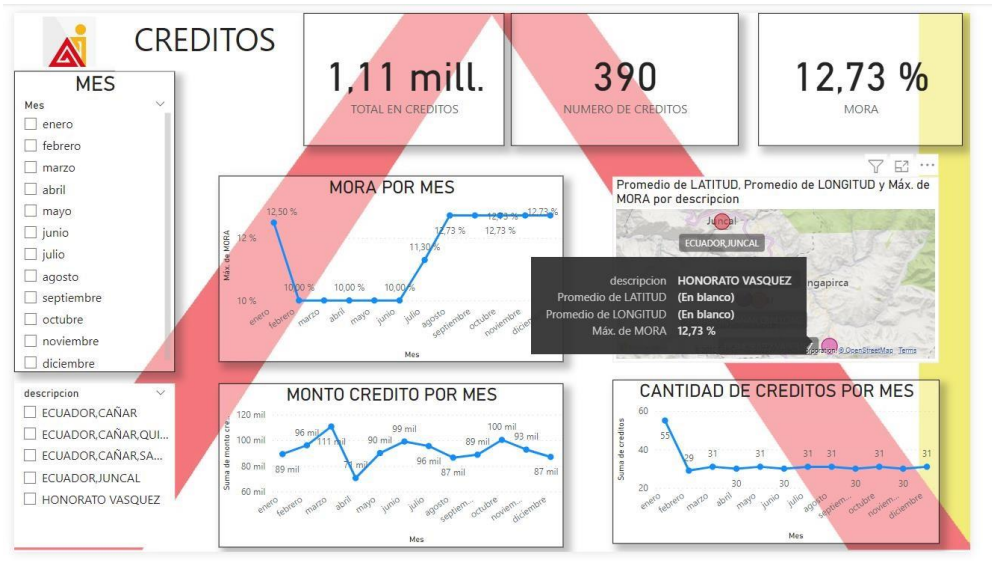 CREDITOS
1,11 mill.
TOTAL EN CREDITOS
390
NUMERO DE CREDITOS
12,73 %
MORA
MES
Mes
enero
febrero
marzo
abril
mayo
junio
julio
agosto
septiembre
octubre
noviembre
diciembre
descripcion
ECUADOR,CAÑAR
ECUADOR,CAÑAR,QUI...
ECUADOR,CAÑAR,SA...
ECUADOR,JUNCAL
HONORATO VASQUEZ
MORA POR MES
Máx. de MORA
12 %
10 %
12,50 %
10,00 %
10,00 %
10,00 %
11,30 %
12,73 %
12,73 %
12,73 %
12,73 %
enero
febrero
marzo
abril
mayo
junio
julio
agosto
septiembre
octubre
noviembre
Mes
Promedio de LATITUD, Promedio de LONGITUD y Máx. de
MORA por descripcion
Juncal
ECUADOR,JUNCAL
ngapirca
descripcion HONORATO VASQUEZ
Promedio de LATITUD (En blanco)
Promedio de LONGITUD (En blanco)
Máx. de MORA 12,73 %
© OpenStreetMap Terms
MONTO CREDITO POR MES
Suma de monto cre...
120 mil
100 mil
80 mil
60 mil
89 mil
96 mil
111 mil
71 mil
90 mil
99 mil
96 mil
87 mil
89 mil
100 mil
93 mil
87 mil
enero
febrero
marzo
abril
mayo
junio
julio
agosto
septiem...
octubre
noviem...
diciembre
Mes
CANTIDAD DE CREDITOS POR MES
Suma de creditos
60
40
20
55
29
31
30
31
30
31
31
30
31
30
31
enero
febrero
marzo
abril
mayo
junio
julio
agosto
septiem...
octubre
noviem...
diciembre
Mes